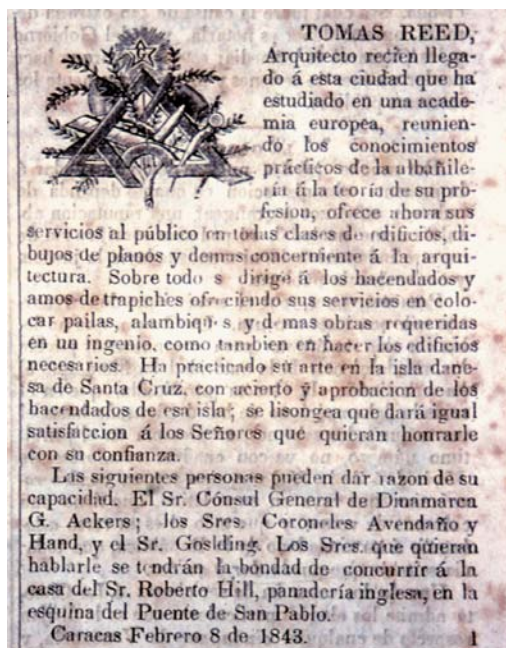 TOMAS REED,
Arquitecto recien llega-
do á esta ciudad que ha
estudiado en una acade-
mia europea, reunien-
do los conocimientos
prácticos de la albañile-
ría á la teoría de su pro-
fesion, ofrece ahora sus
servicios al público en todas clases de edificios, di-
bujos de planos y demas concerniente á la arqui-
tectura. Sobre todo s dirige á los hacendados y
amos de trapiches ofreciendo sus servicios en colo-
car pailas, alambiques y demas obras requeridas
en un ingenio, como tambien en hacer los edificios
necesarios. Ha practicado su arte en la isla dane-
sa de Santa Cruz, con acierto y aprobacion de los
hacendados de esa isla; se lisongea que dará igual
satisfaccion á los Señores que quieran honrarle
con su confianza.
Las siguientes personas pueden dar razon de su
capacidad. El Sr. Cónsul General de Dinamarca
G. Ackers; los Sres. Coroneles Avendaño y
Hand, y el Sr. Goslding. Los Sres. que quieran
hablarle se tendrán la bondad de concurrir á la
casa del Sr. Roberto Hill, panadería inglesa, en la
esquina del Puente de San Pablo.
Caracas Febrero 8 de 1843. 1